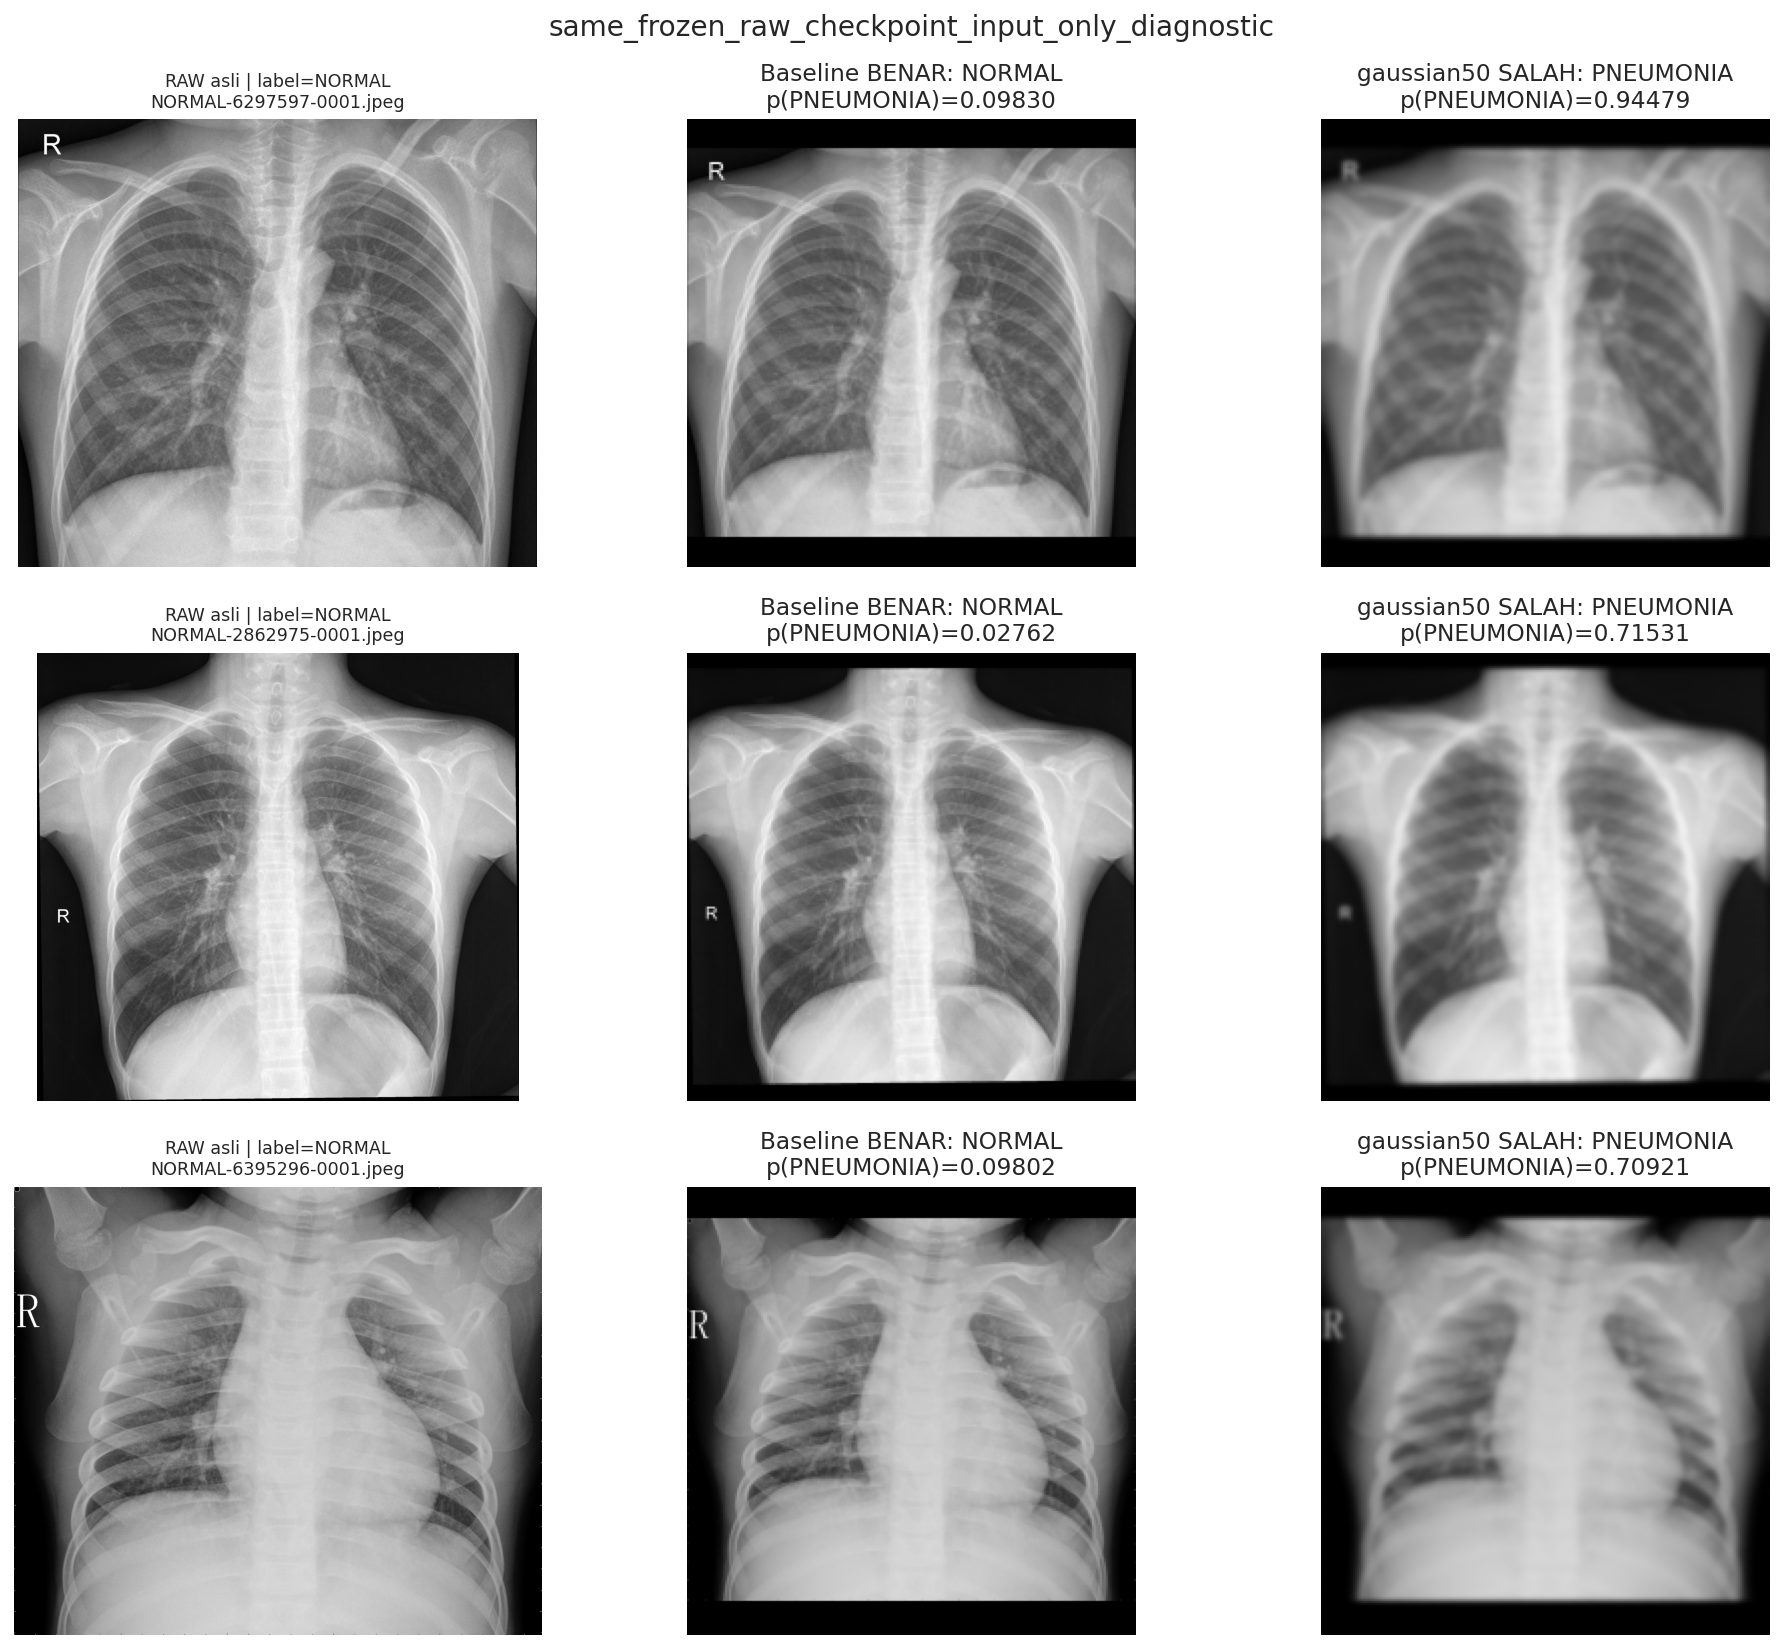 same_frozen_raw_checkpoint_input_only_diagnostic
RAW asli | label=NORMAL
NORMAL-6297597-0001.jpeg
Baseline BENAR: NORMAL
p(PNEUMONIA)=0.09830
gaussian50 SALAH: PNEUMONIA
p(PNEUMONIA)=0.94479
R
R
R
RAW asli | label=NORMAL
NORMAL-2862975-0001.jpeg
Baseline BENAR: NORMAL
p(PNEUMONIA)=0.02762
gaussian50 SALAH: PNEUMONIA
p(PNEUMONIA)=0.71531
R
R
R
RAW asli | label=NORMAL
NORMAL-6395296-0001.jpeg
Baseline BENAR: NORMAL
p(PNEUMONIA)=0.09802
gaussian50 SALAH: PNEUMONIA
p(PNEUMONIA)=0.70921
R
R
R